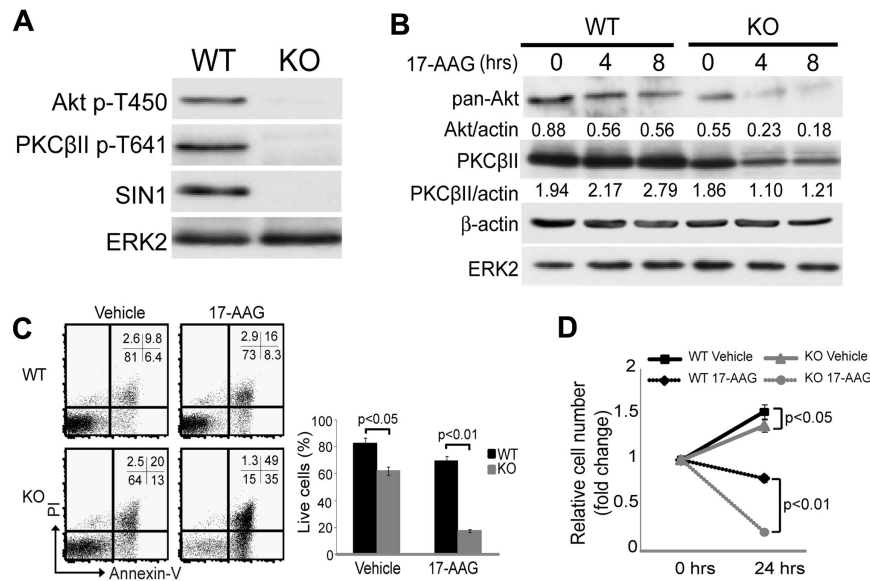 A
WT KO
Akt p-T450
PKCβII p-T641
SIN1
ERK2
B
WT KO
17-AAG (hrs) 0 4 8 0 4 8
pan-Akt
Akt/actin 0.88 0.56 0.56 0.55 0.23 0.18
PKCβII
PKCβII/actin 1.94 2.17 2.79 1.86 1.10 1.21
β-actin
ERK2
C
Vehicle 17-AAG
WT
2.6 9.8
81 6.4
2.9 16
73 8.3
KO
2.5 20
64 13
1.3 49
15 35
PI
Annexin-V
Live cells (%)
100
80
60
40
20
0
p<0.05
p<0.01
WT
KO
Vehicle 17-AAG
D
WT Vehicle KO Vehicle
WT 17-AAG KO 17-AAG
Relative cell number
(fold change)
2
1.5
1
0.5
0
p<0.05
p<0.01
0 hrs 24 hrs